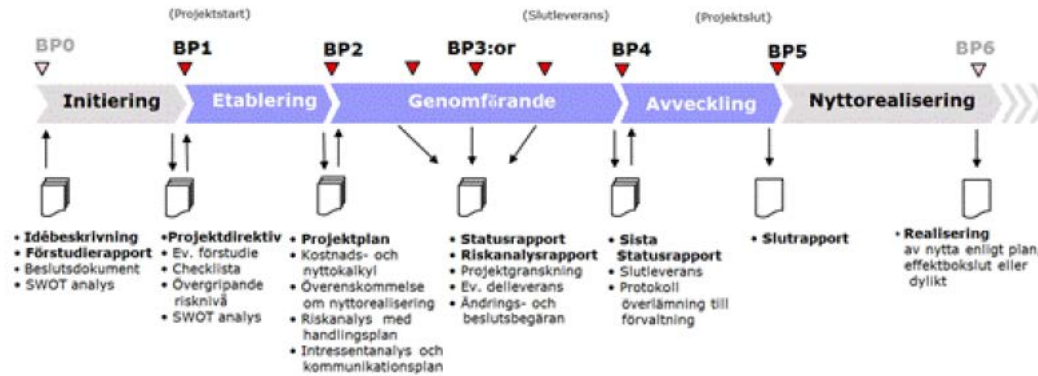 (Projektstart)
(Slutleverans)
(Projektslut)
BP0
BP1
BP2
BP3:or
BP4
BP5
BP6
Initiering
Etablering
Genomförande
Avveckling
Nyttorealisering
• Idébeskrivning
• Förstudierapport
• Beslutsdokument
• SWOT analys
• Projektdirektiv
• Ev. förstudie
• Checklista
• Övergripande
risknivå
• SWOT analys
• Projektplan
• Kostnads- och
nyttokalkyl
• Överenskommelse
om nyttorealisering
• Riskanalys med
handlingsplan
• Intressentanalys och
kommunikationsplan
• Statusrapport
• Riskanalysrapport
• Projektgranskning
• Ev. delleverans
• Ändrings- och
beslutsbegäran
• Sista
Statusrapport
• Slutleverans
• Protokoll
överlämning till
förvaltning
• Slutrapport
• Realisering
av nytta enligt plan,
effektbokslut eller
dylikt